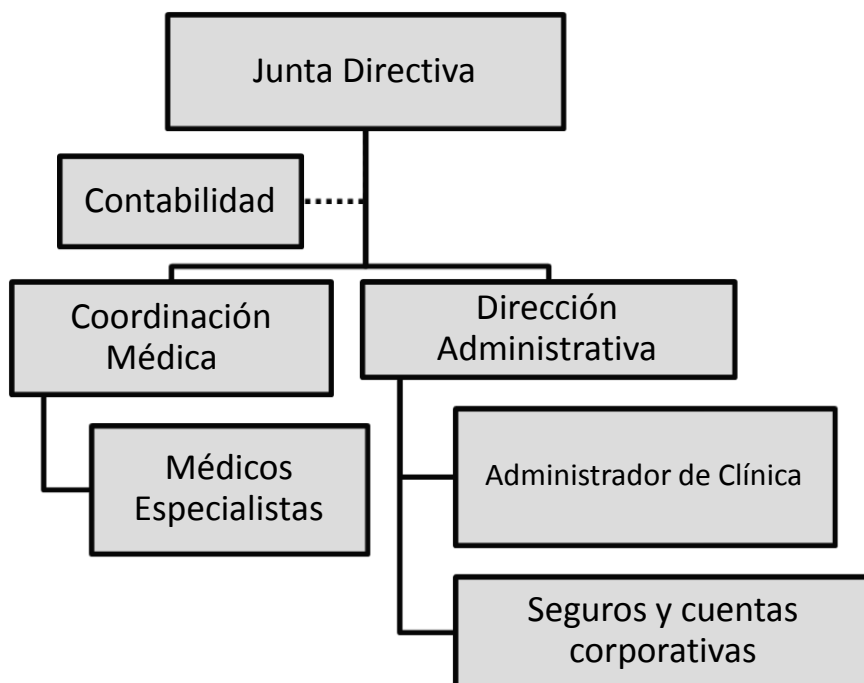 Junta Directiva
Contabilidad
Coordinación
Médica
Dirección
Administrativa
Médicos
Especialistas
Administrador de Clínica
Seguros y cuentas
corporativas